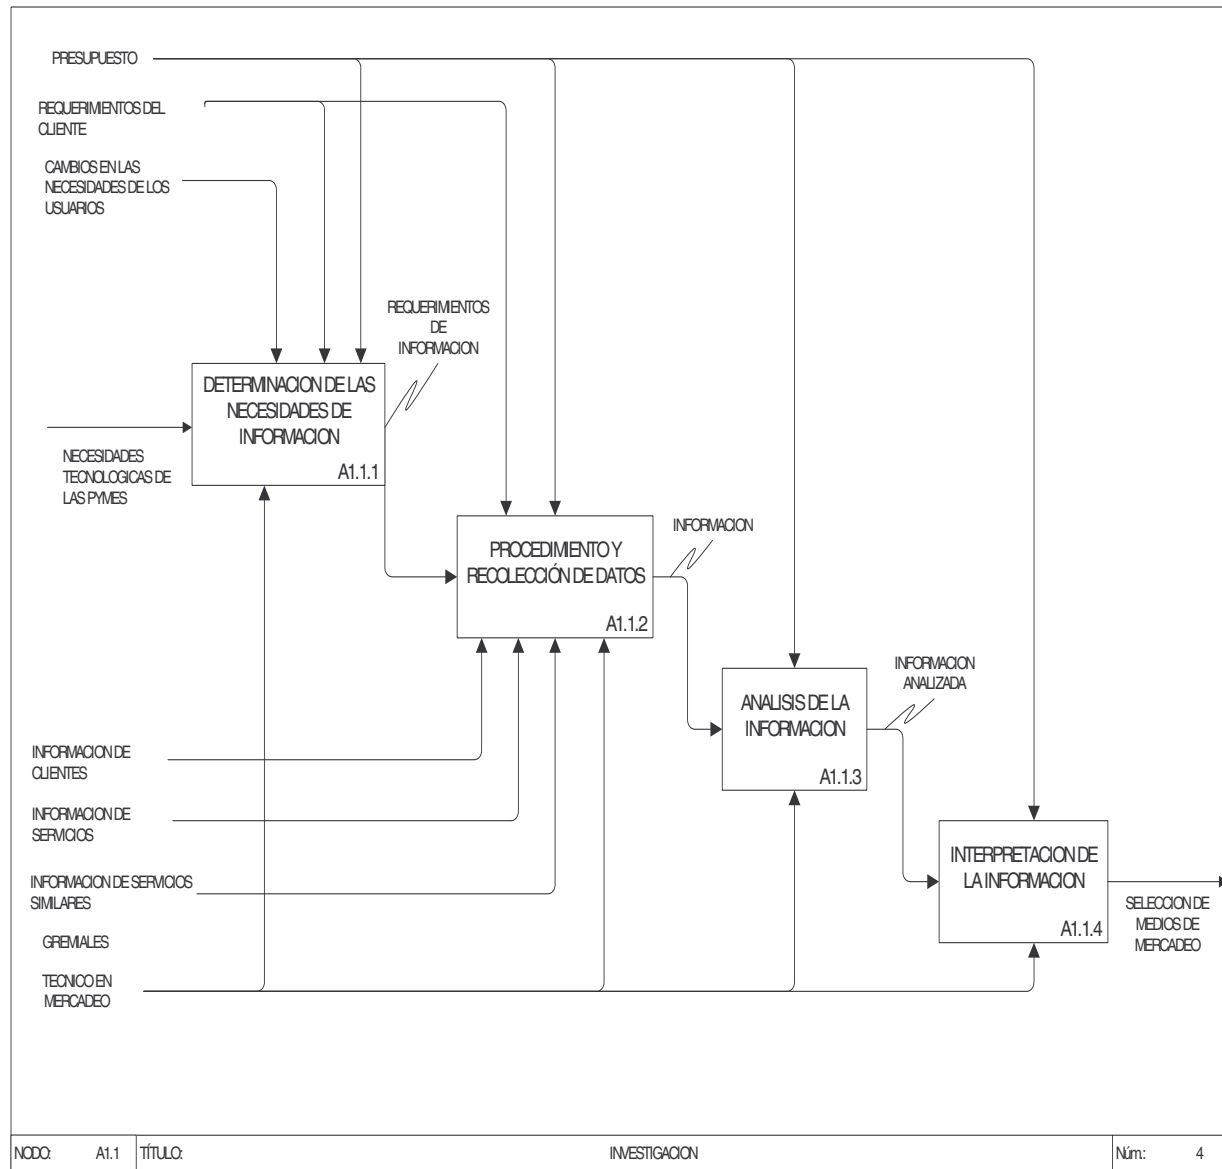 PRESUPUESTO
REQUERIMIENTOS DEL
CLIENTE
CAMBIOS EN LAS
NECESIDADES DE LOS
USUARIOS
REQUERIMIENTOS
DE
INFORMACION
DETERMINACION DE LAS
NECESIDADES DE
INFORMACION
A1.1.1
NECESIDADES
TECNOLOGICAS DE
LAS PYMES
INFORMACION
PROCEDIMIENTO Y
RECOLECCIÓN DE DATOS
A1.1.2
INFORMACION
ANALIZADA
ANALISIS DE LA
INFORMACION
A1.1.3
INFORMACION DE
CLIENTES
INFORMACION DE
SERVICIOS
INTERPRETACION DE
LA INFORMACION
A1.1.4
SELECCION DE
MEDIOS DE
MERCADEO
INFORMACION DE SERVICIOS
SIMILARES
GREMIALES
TECNICO EN
MERCADEO
NODO: A1.1 TÍTULO: INVESTIGACION Núm.: 4